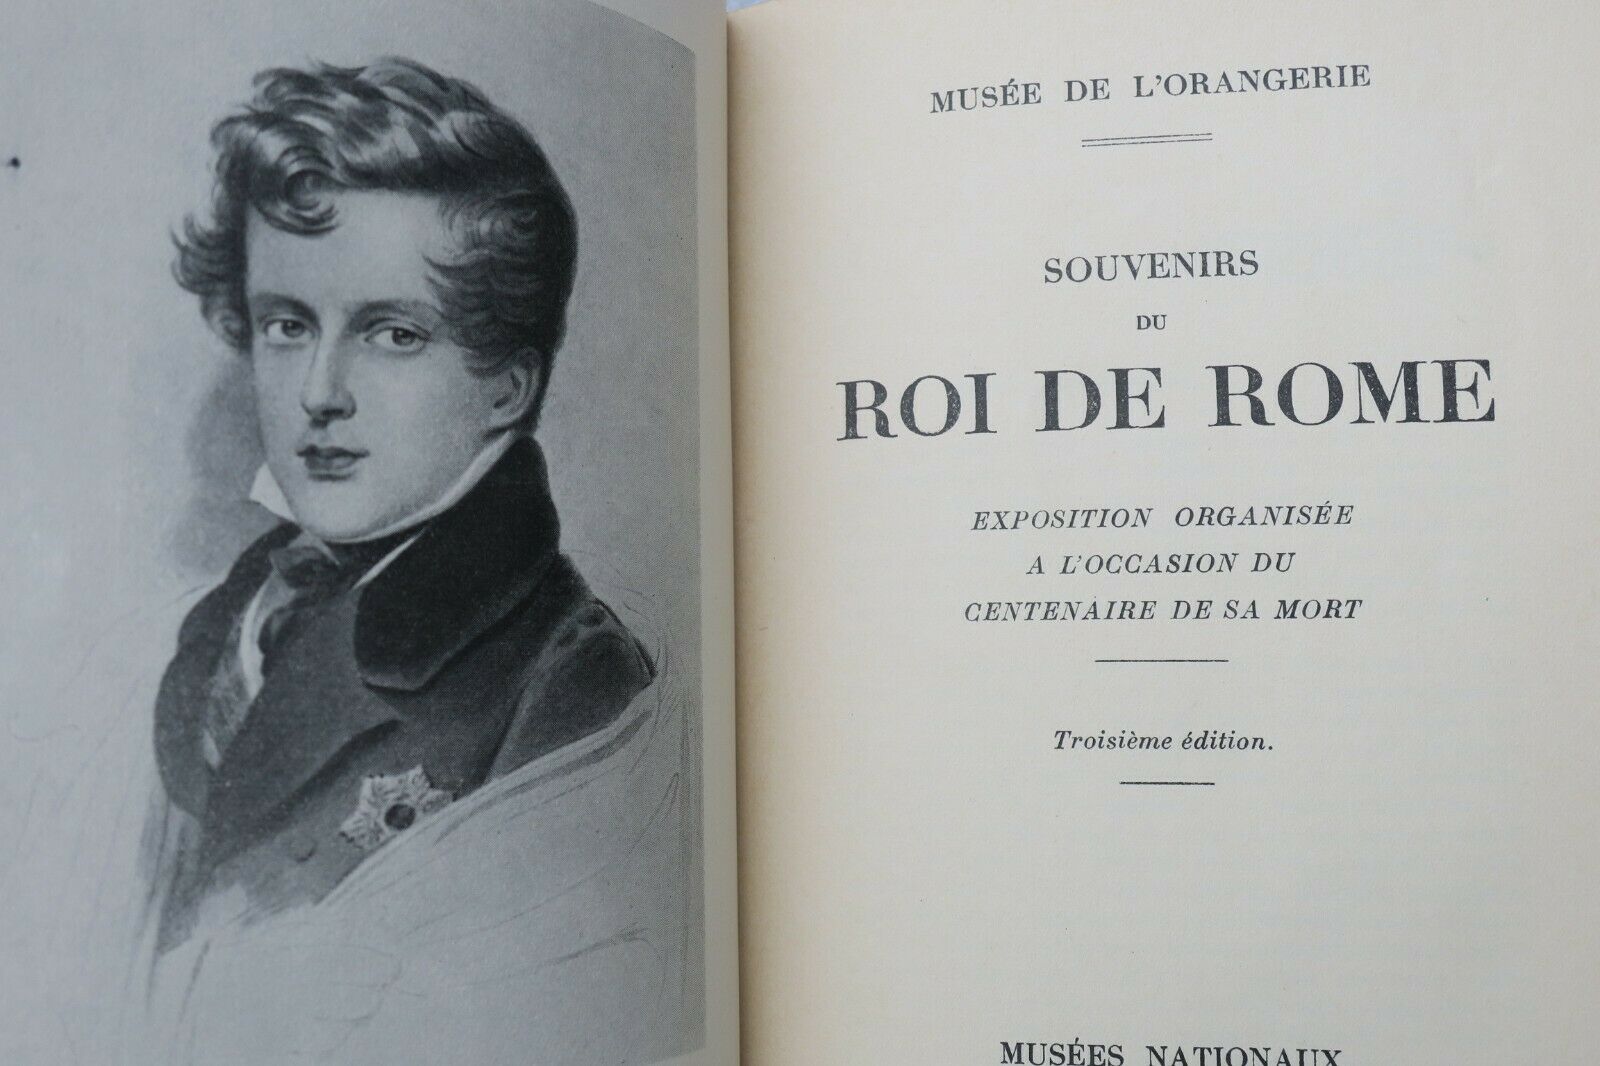 MUSÉE DE L'ORANGERIE
SOUVENIRS
DU
ROI DE ROME
EXPOSITION ORGANISÉE
A L'OCCASION DU
CENTENAIRE DE SA MORT
Troisième édition.
MUSÉES NATIONAUX